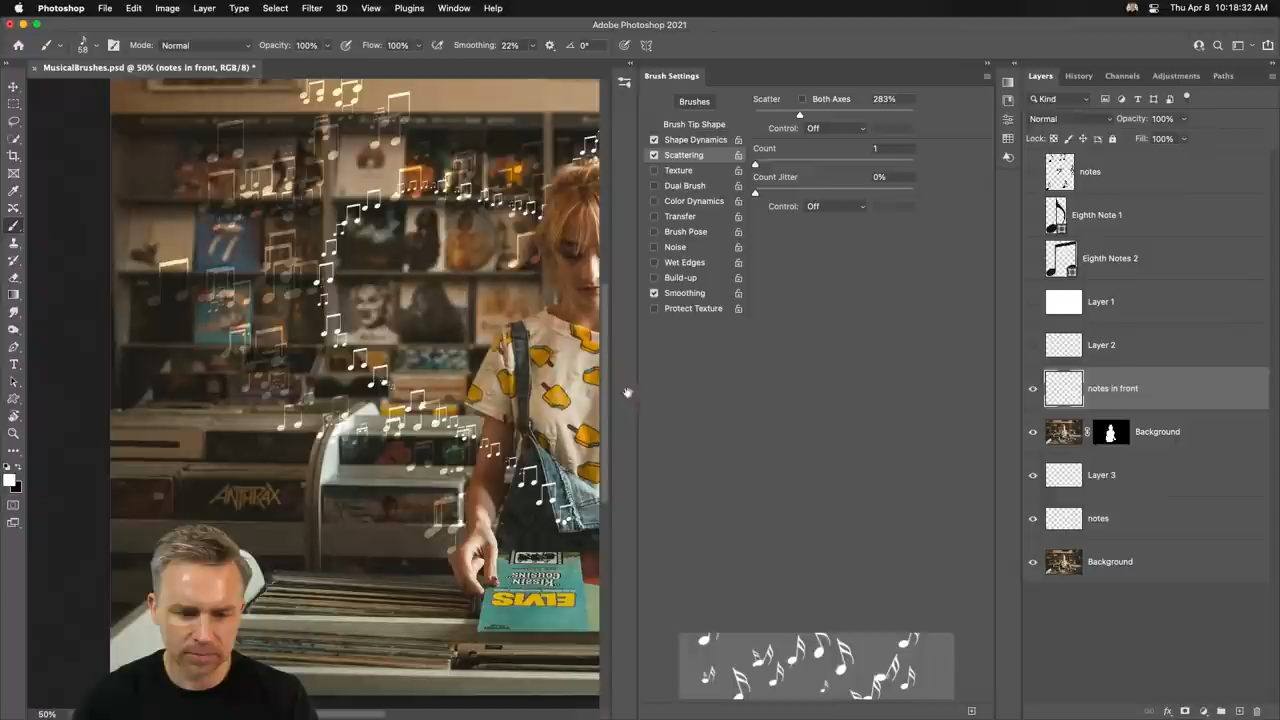 Photoshop File Edit Image Layer Type Select Filter 3D View Plugins Window Help Thu Apr 8 10:18:32 AM
Adobe Photoshop 2021
58 Mode: Normal Opacity: 100% Flow: 100% Smoothing: 22% 0°
MusicalBrushes.psd @ 50% (notes in front, RGB/8) *
Brush Settings
Brushes
Brush Tip Shape
Shape Dynamics
Scattering
Texture
Dual Brush
Color Dynamics
Transfer
Brush Pose
Noise
Wet Edges
Build-up
Smoothing
Protect Texture
Scatter Both Axes 283%
Control: Off
Count 1
Count Jitter 0%
Control: Off
Layers History Channels Adjustments Paths
Kind
Normal Opacity: 100%
Lock: Fill: 100%
notes
Eighth Note 1
Eighth Notes 2
Layer 1
Layer 2
notes in front
Background
Layer 3
notes
Background
ANTHRAX
KISSIN'
COUSINS
ELVIS
50%